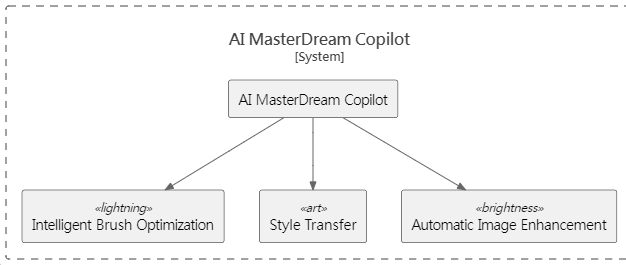 AI MasterDream Copilot
[System]
AI MasterDream Copilot
«lightning»
Intelligent Brush Optimization
«art»
Style Transfer
«brightness»
Automatic Image Enhancement